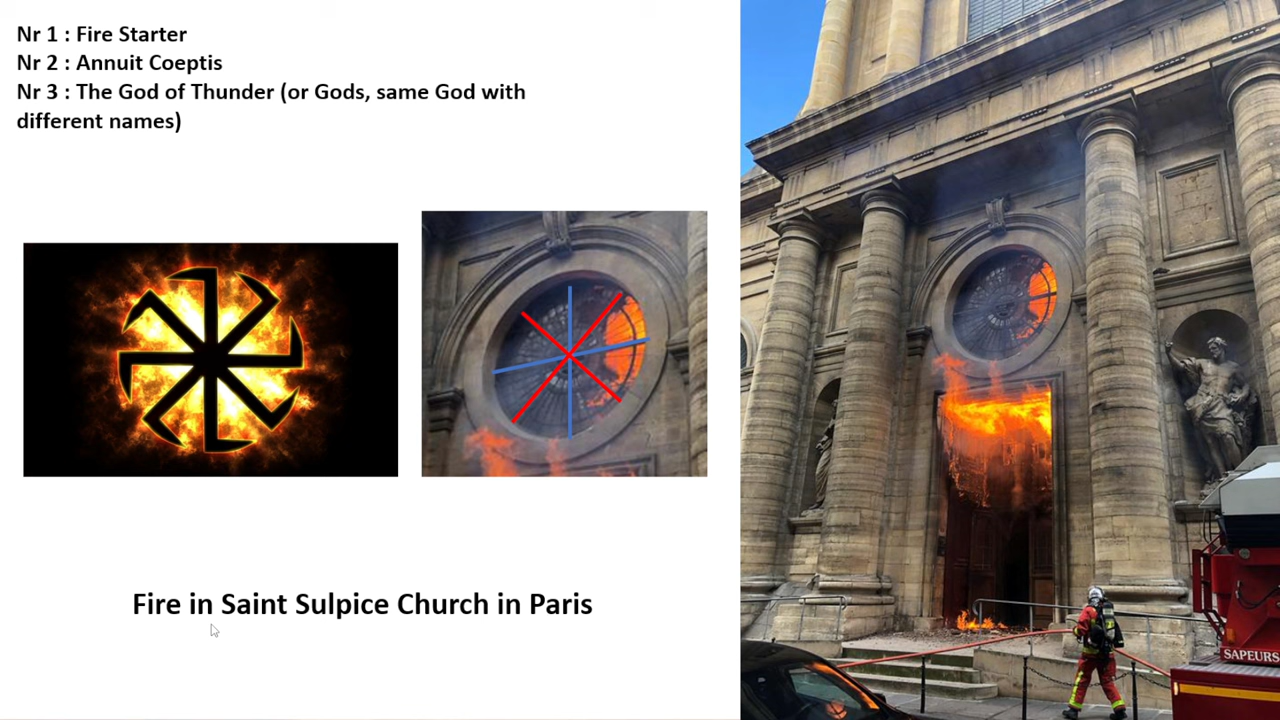 Nr 1 : Fire Starter
Nr 2 : Annuit Coeptis
Nr 3 : The God of Thunder (or Gods, same God with
different names)
Fire in Saint Sulpice Church in Paris
SAPEURS